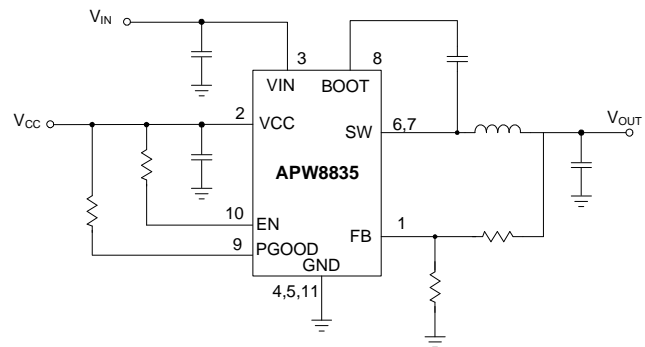 VIN
3
8
VIN
BOOT
VCC
2
VCC
SW
6,7
VOUT
APW8835
10
EN
FB
1
9
PGOOD
GND
4,5,11